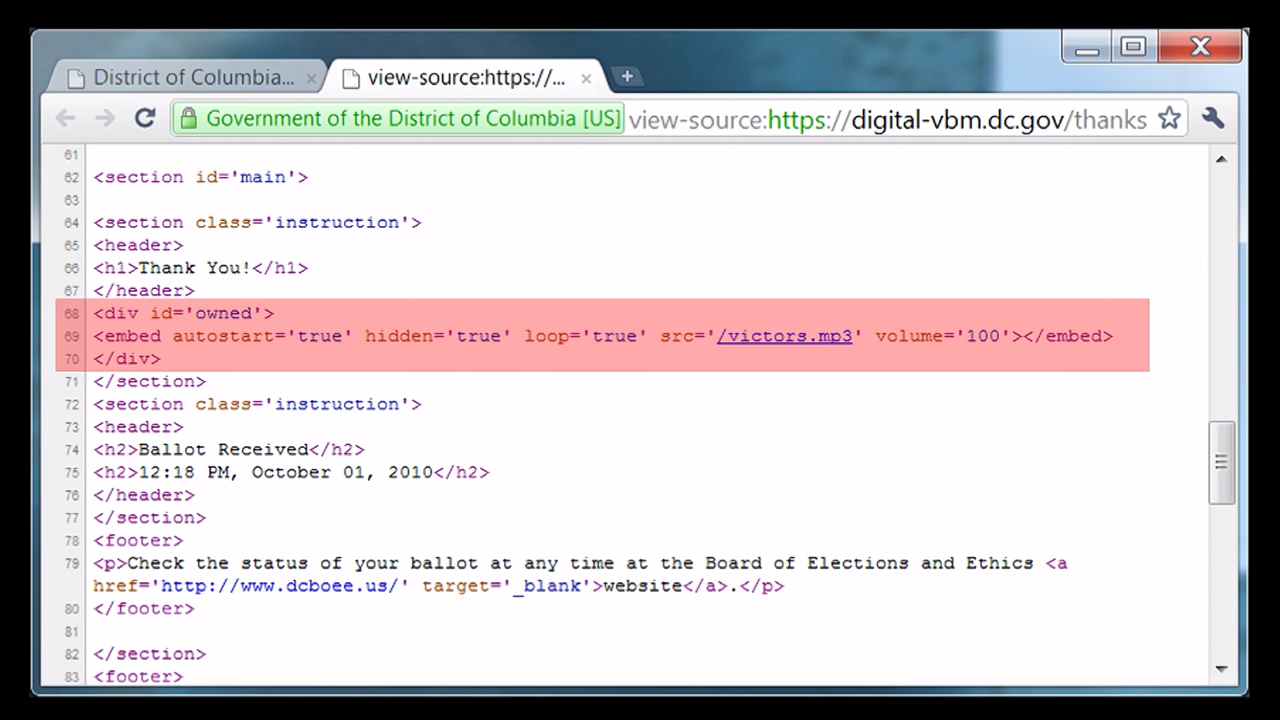 District of Columbia...
view-source:https://...
Government of the District of Columbia [US] view-source:https://digital-vbm.dc.gov/thanks
61
62 <section id='main'>
63
64 <section class='instruction'>
65 <header>
66 <h1>Thank You!</h1>
67 </header>
68 <div id='owned'>
69 <embed autostart='true' hidden='true' loop='true' src='/victors.mp3' volume='100'></embed>
70 </div>
71 </section>
72 <section class='instruction'>
73 <header>
74 <h2>Ballot Received</h2>
75 <h2>12:18 PM, October 01, 2010</h2>
76 </header>
77 </section>
78 <footer>
79 <p>Check the status of your ballot at any time at the Board of Elections and Ethics <a
href='http://www.dcboee.us/' target='_blank'>website</a>.</p>
80 </footer>
81
82 </section>
83 <footer>